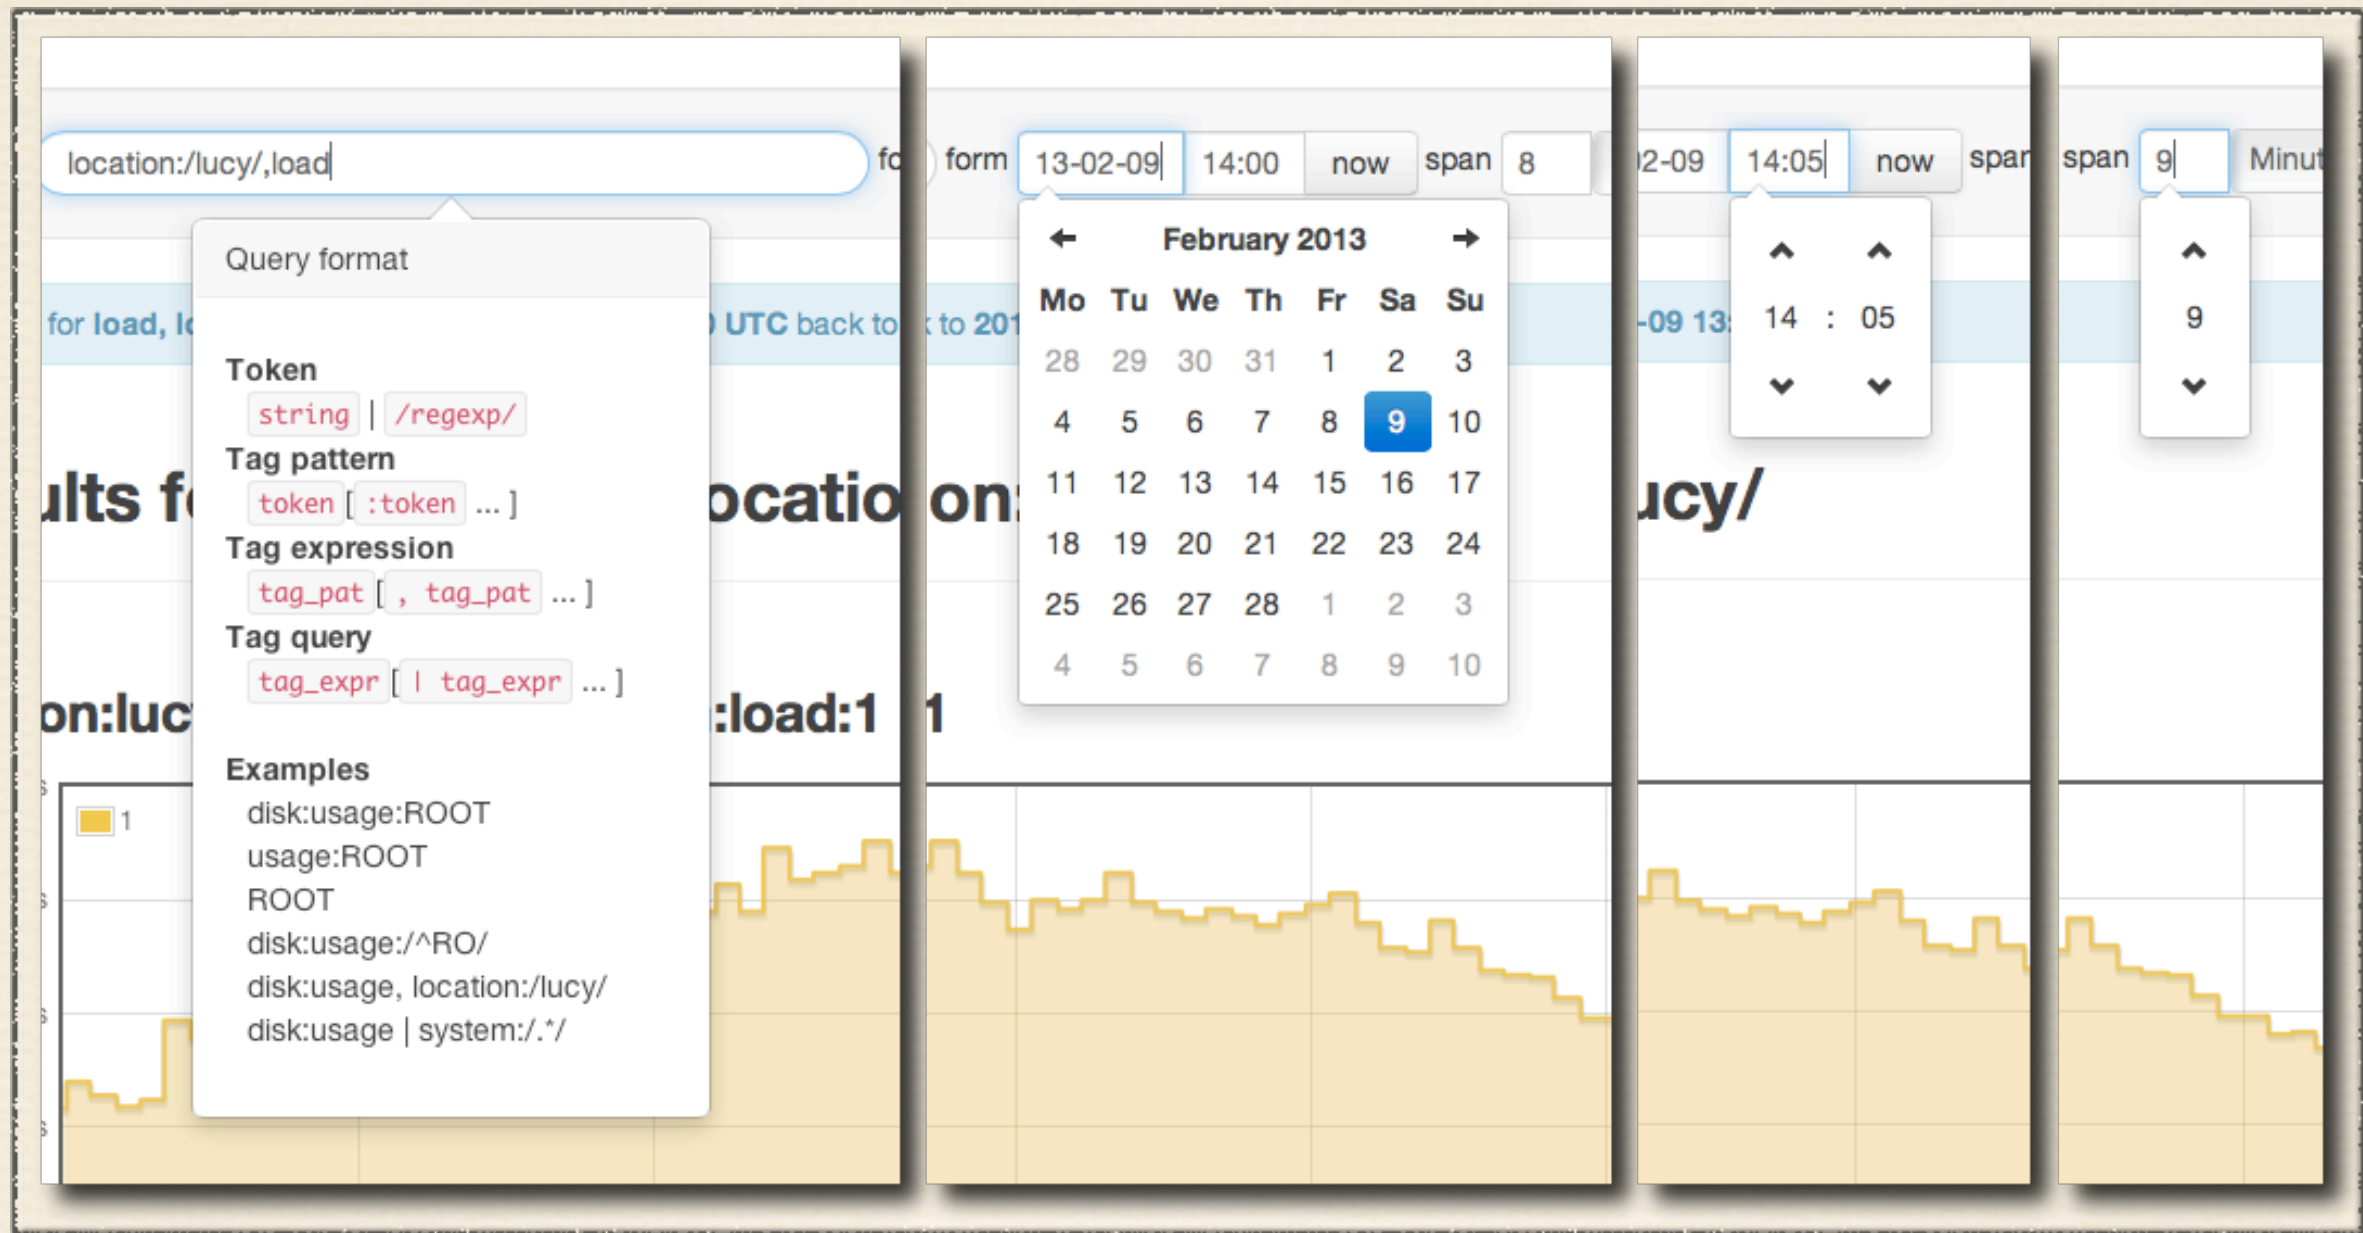 location:/lucy/,load
Query format
for load,
UTC back to
Token
string | /regexp/
Tag pattern
token[ :token ... ]
Tag expression
tag_pat[ , tag_pat ... ]
Tag query
tag_expr[ | tag_expr ... ]
Examples
disk:usage:ROOT
usage:ROOT
ROOT
disk:usage:/^RO/
disk:usage, location:/lucy/
disk:usage | system:/.*/
:load:1
1
form 13-02-09 14:00 now span 8
to 201
February 2013
Mo Tu We Th Fr Sa Su
28 29 30 31 1 2 3
4 5 6 7 8 9 10
11 12 13 14 15 16 17
18 19 20 21 22 23 24
25 26 27 28 1 2 3
4 5 6 7 8 9 10
1
2-09 14:05 now span
-09 13:
14 : 05
ucy/
span 9 Minut
9